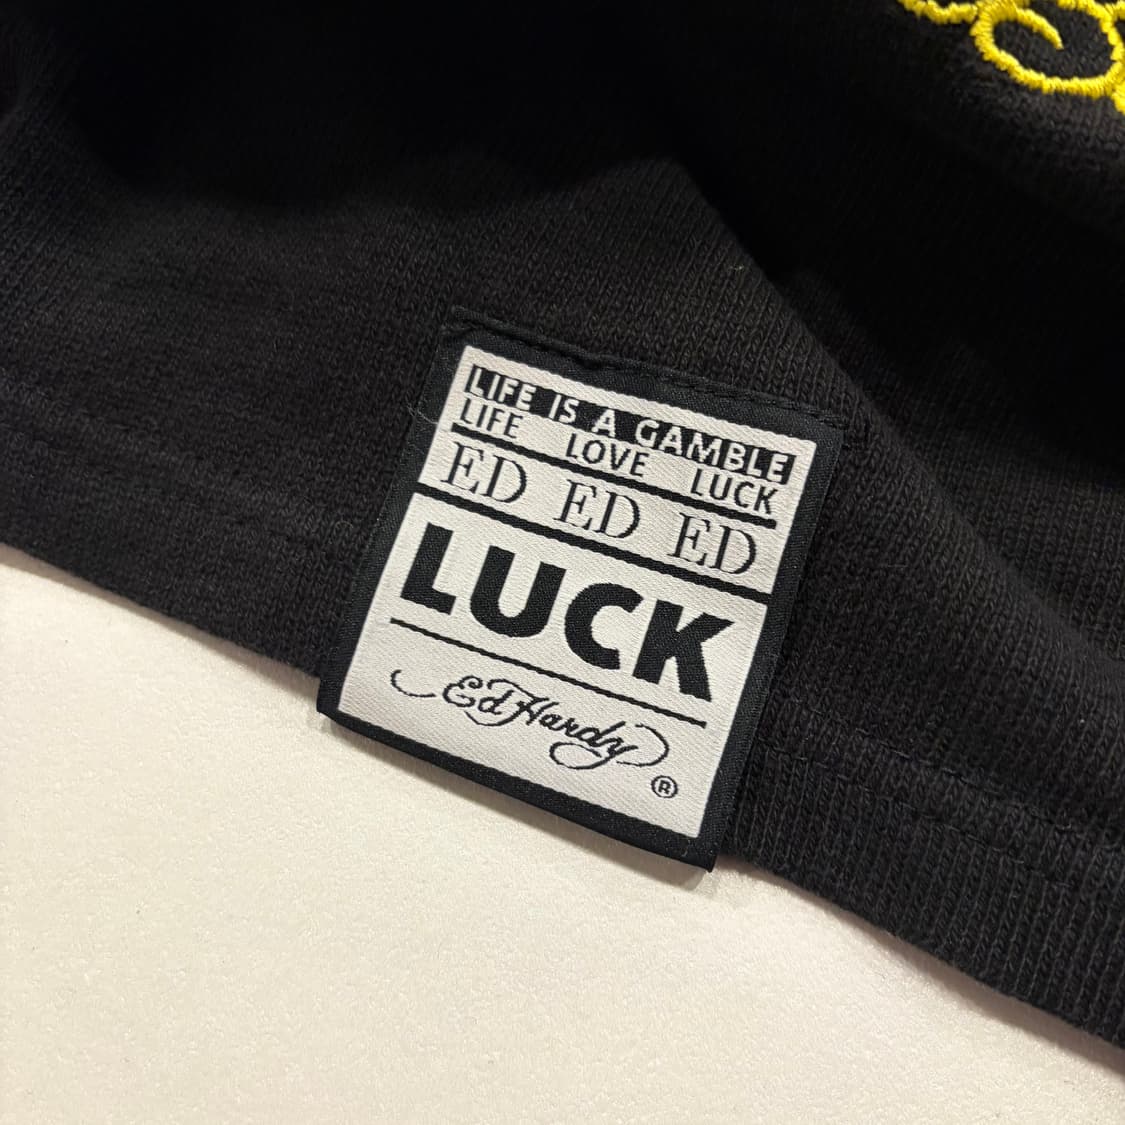 LIFE IS A GAMBLE
LIFE LOVE LUCK
ED ED ED
LUCK
Ed Hardy
®